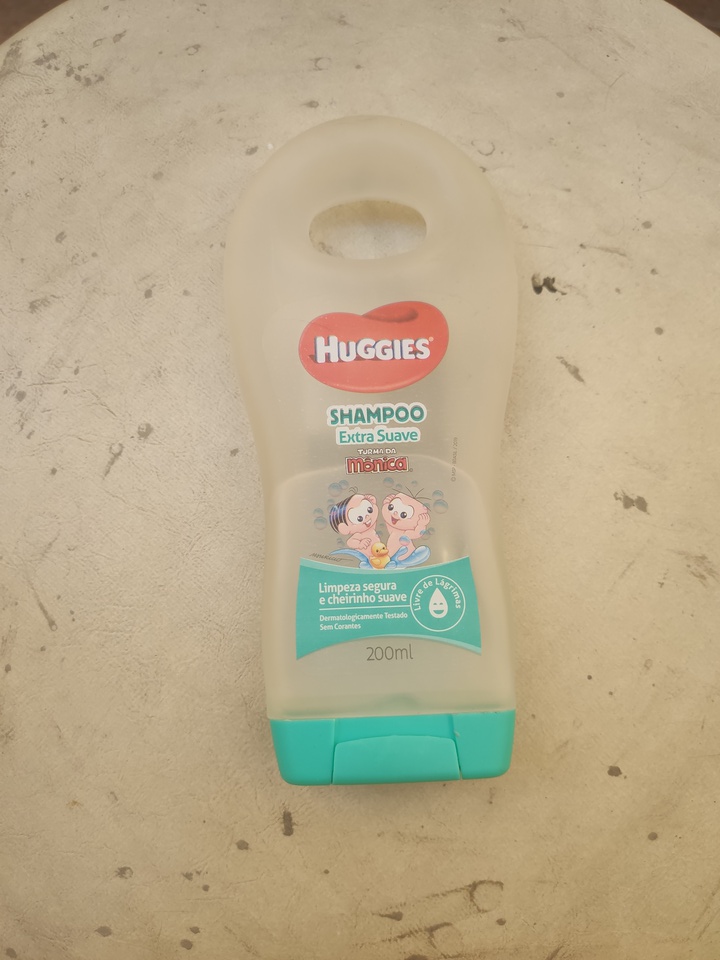 HUGGIES®
SHAMPOO
Extra Suave
TURMA DA
Mônica
Limpeza segura
e cheirinho suave
Livre de Lágrimas
Dermatologicamente Testado
Sem Corantes
200ml